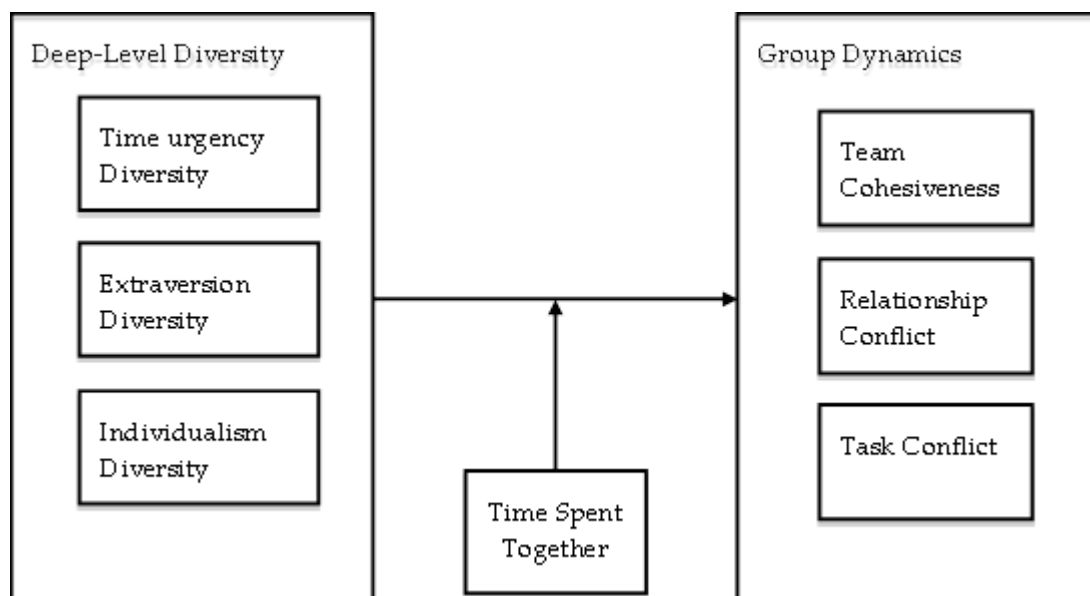 Deep-Level Diversity
Time urgency
Diversity
Extraversion
Diversity
Individualism
Diversity
Time Spent
Together
Group Dynamics
Team
Cohesiveness
Relationship
Conflict
Task Conflict